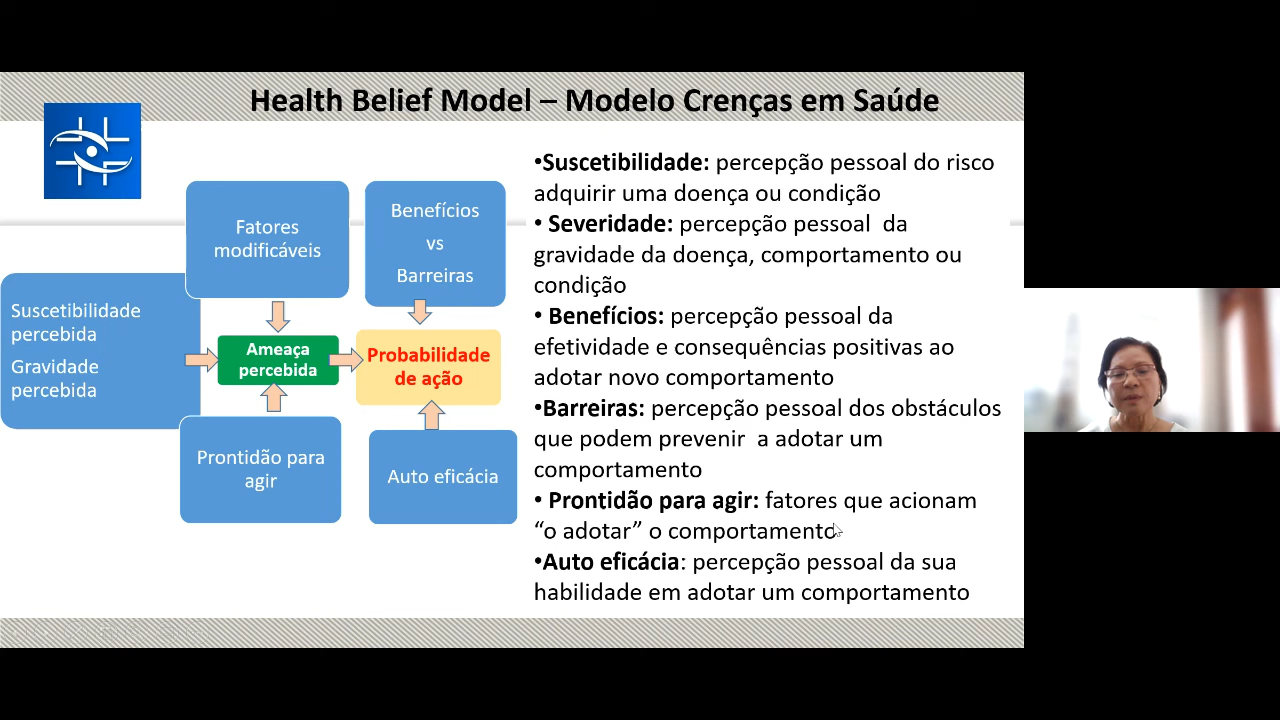 Health Belief Model – Modelo Crenças em Saúde
Fatores
modificáveis
Benefícios
vs
Barreiras
Suscetibilidade
percebida
Gravidade
percebida
Ameaça
percebida
Probabilidade
de ação
Prontidão para
agir
Auto eficácia
•Suscetibilidade: percepção pessoal do risco
adquirir uma doença ou condição
• Severidade: percepção pessoal da
gravidade da doença, comportamento ou
condição
• Benefícios: percepção pessoal da
efetividade e consequências positivas ao
adotar novo comportamento
•Barreiras: percepção pessoal dos obstáculos
que podem prevenir a adotar um
comportamento
• Prontidão para agir: fatores que acionam
“o adotar” o comportamento
•Auto eficácia: percepção pessoal da sua
habilidade em adotar um comportamento